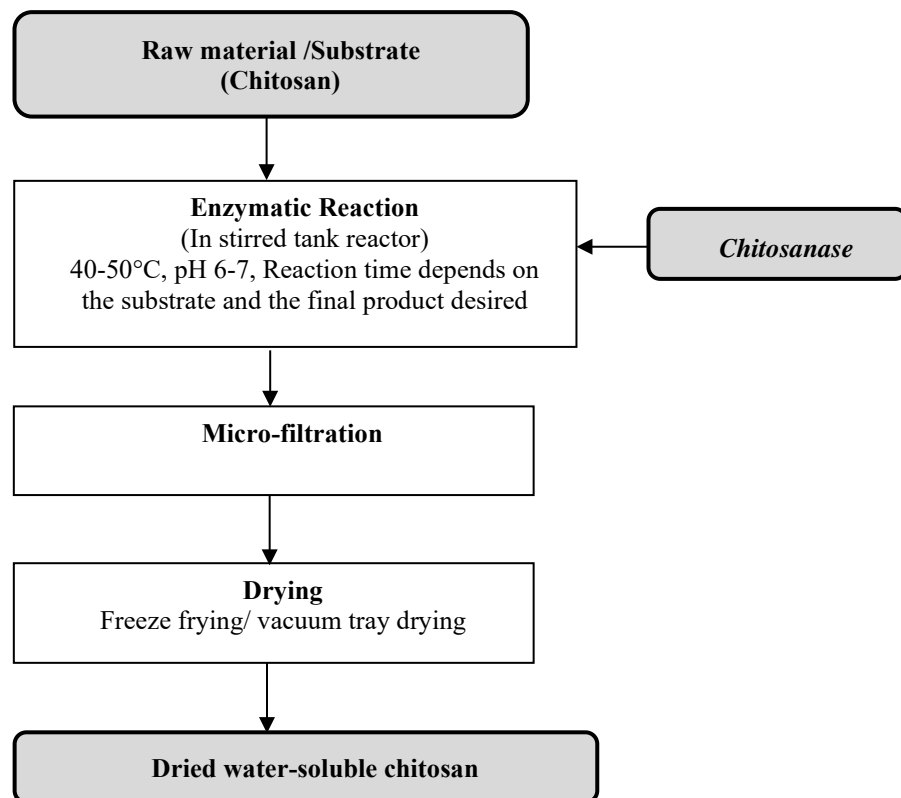 Raw material /Substrate
(Chitosan)
Enzymatic Reaction
(In stirred tank reactor)
40-50°C, pH 6-7, Reaction time depends on
the substrate and the final product desired
Chitosanase
Micro-filtration
Drying
Freeze frying/ vacuum tray drying
Dried water-soluble chitosan